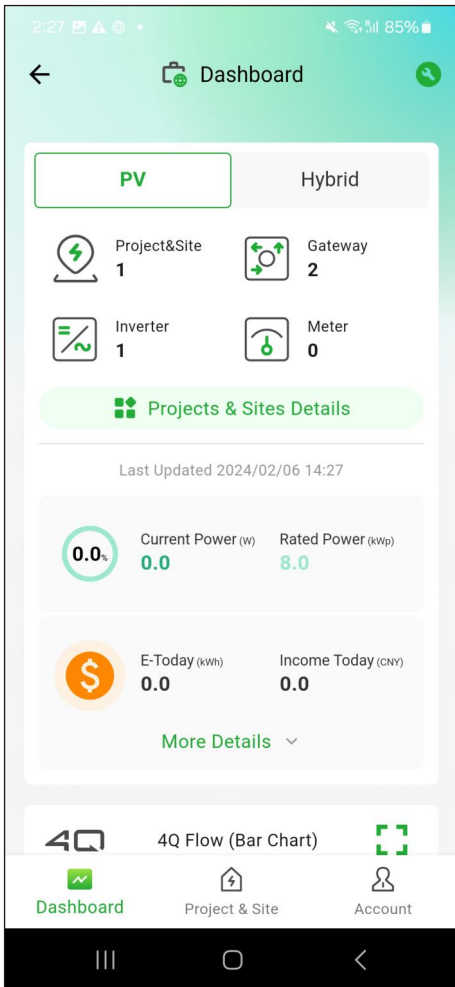 2:27 85%
Dashboard
PV Hybrid
Project&Site
1
Gateway
2
Inverter
1
Meter
0
Projects & Sites Details
Last Updated 2024/02/06 14:27
0.0%
Current Power (W)
0.0
Rated Power (kWp)
8.0
E-Today (kWh)
0.0
Income Today (CNY)
0.0
More Details
4Q 4Q Flow (Bar Chart)
Dashboard Project & Site Account